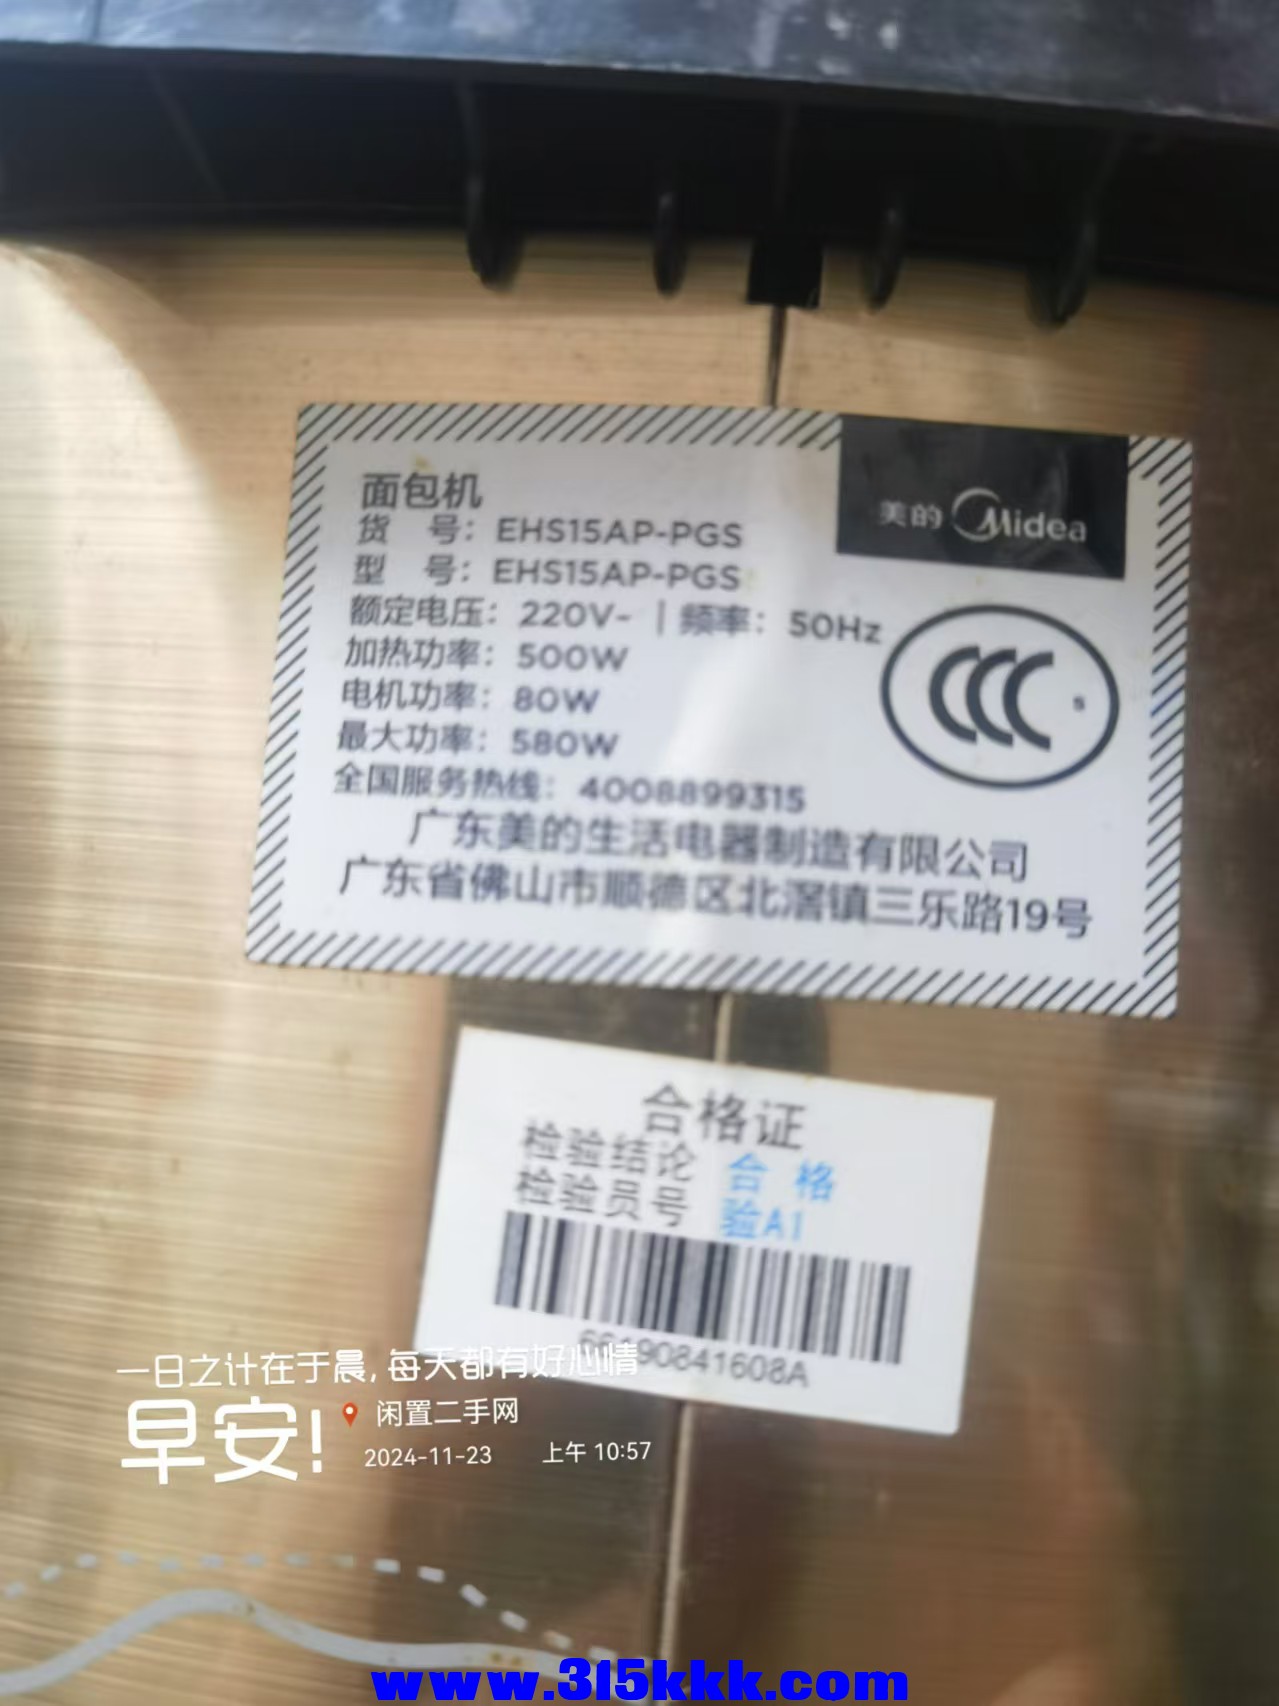 美的 Midea
面包机
货 号：EHS15AP-PGS
型 号：EHS15AP-PGS
额定电压：220V~ | 频率：50Hz
加热功率：500W
电机功率：80W
最大功率：580W
CCC S
全国服务热线：4008899315
广东美的生活电器制造有限公司
广东省佛山市顺德区北滘镇三乐路19号
合格证
检验结论 合 格
检验员号 验A1
90841608A
一日之计在于晨,每天都有好心情
早安!
闲置二手网
2024-11-23 上午 10:57
www.315kkk.com